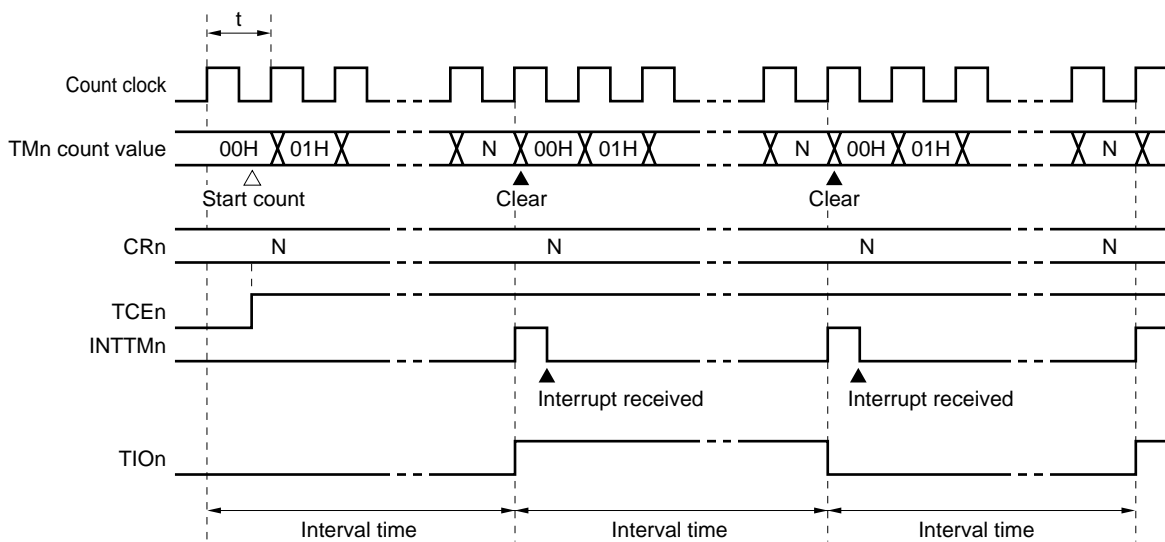 t
Count clock
TMn count value 00H 01H N 00H 01H N 00H 01H N
Start count Clear Clear
CRn N N N N
TCEn
INTTMn
Interrupt received Interrupt received
TIOn
Interval time Interval time Interval time